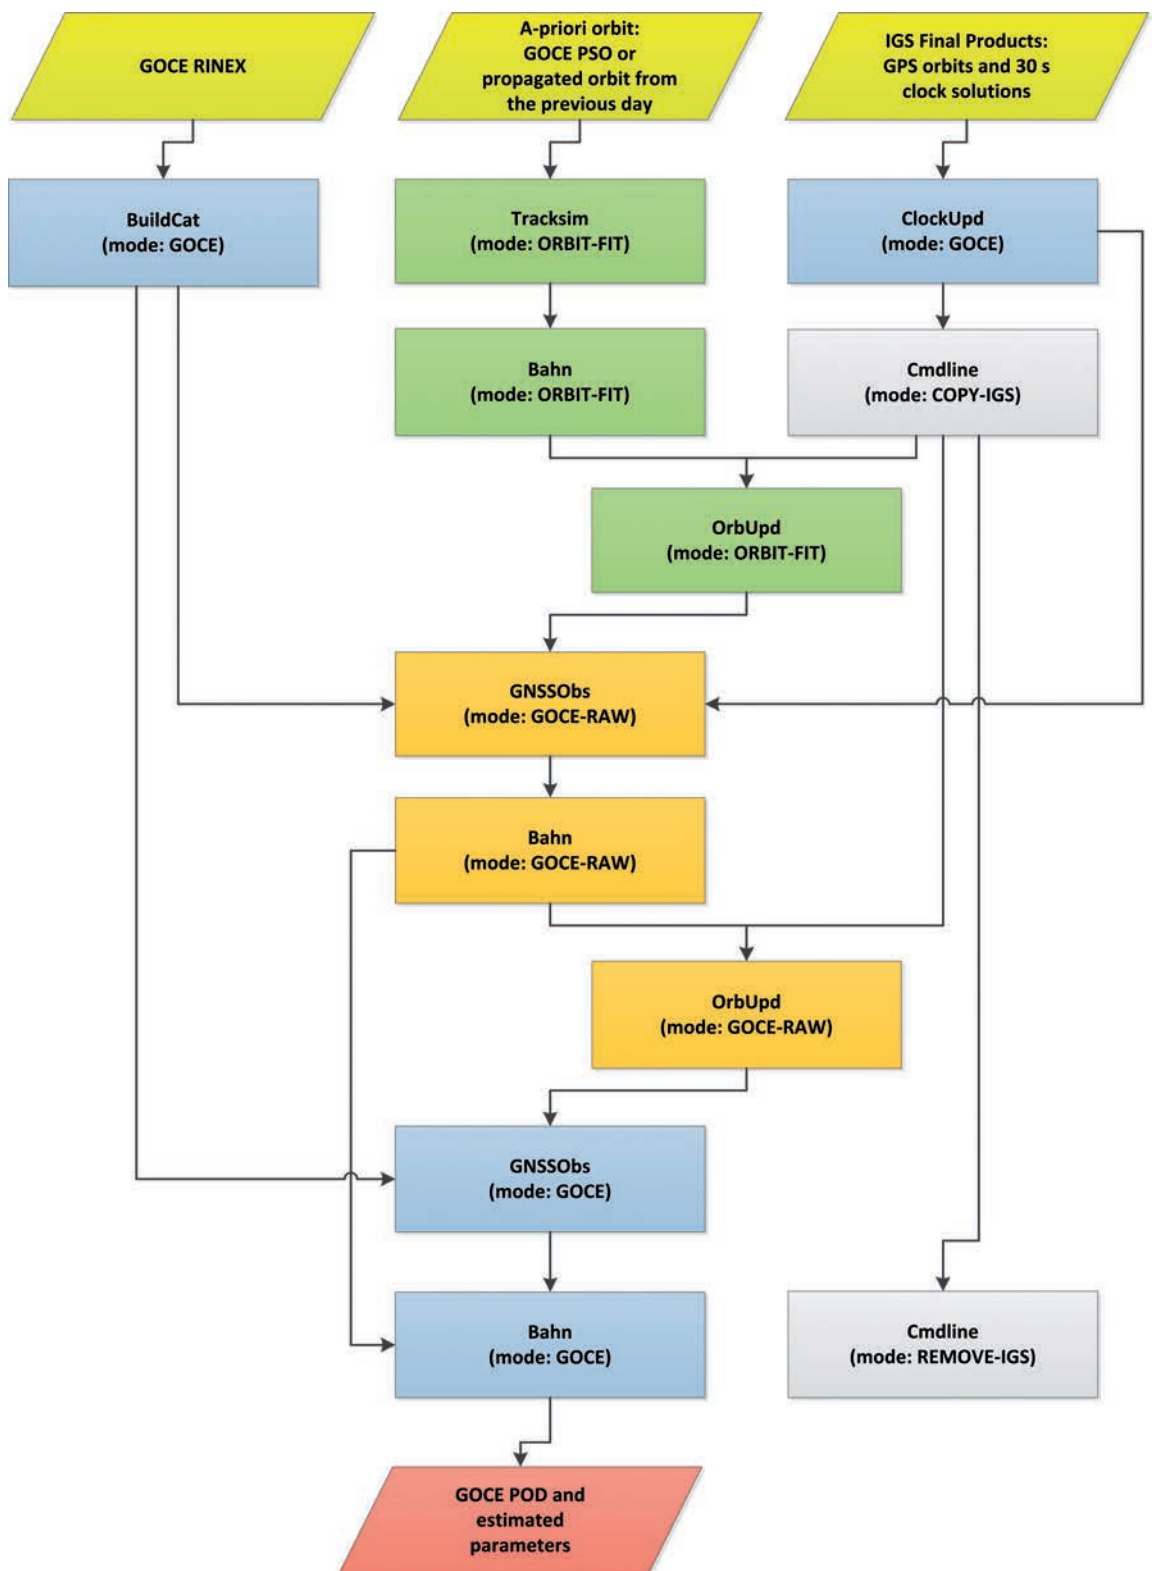 GOCE RINEX
A-priori orbit:
GOCE PSO or
propagated orbit from
the previous day
IGS Final Products:
GPS orbits and 30 s
clock solutions
BuildCat
(mode: GOCE)
Tracksim
(mode: ORBIT-FIT)
ClockUpd
(mode: GOCE)
Bahn
(mode: ORBIT-FIT)
Cmdline
(mode: COPY-IGS)
OrbUpd
(mode: ORBIT-FIT)
GNSSObs
(mode: GOCE-RAW)
Bahn
(mode: GOCE-RAW)
OrbUpd
(mode: GOCE-RAW)
GNSSObs
(mode: GOCE)
Bahn
(mode: GOCE)
Cmdline
(mode: REMOVE-IGS)
GOCE POD and
estimated
parameters